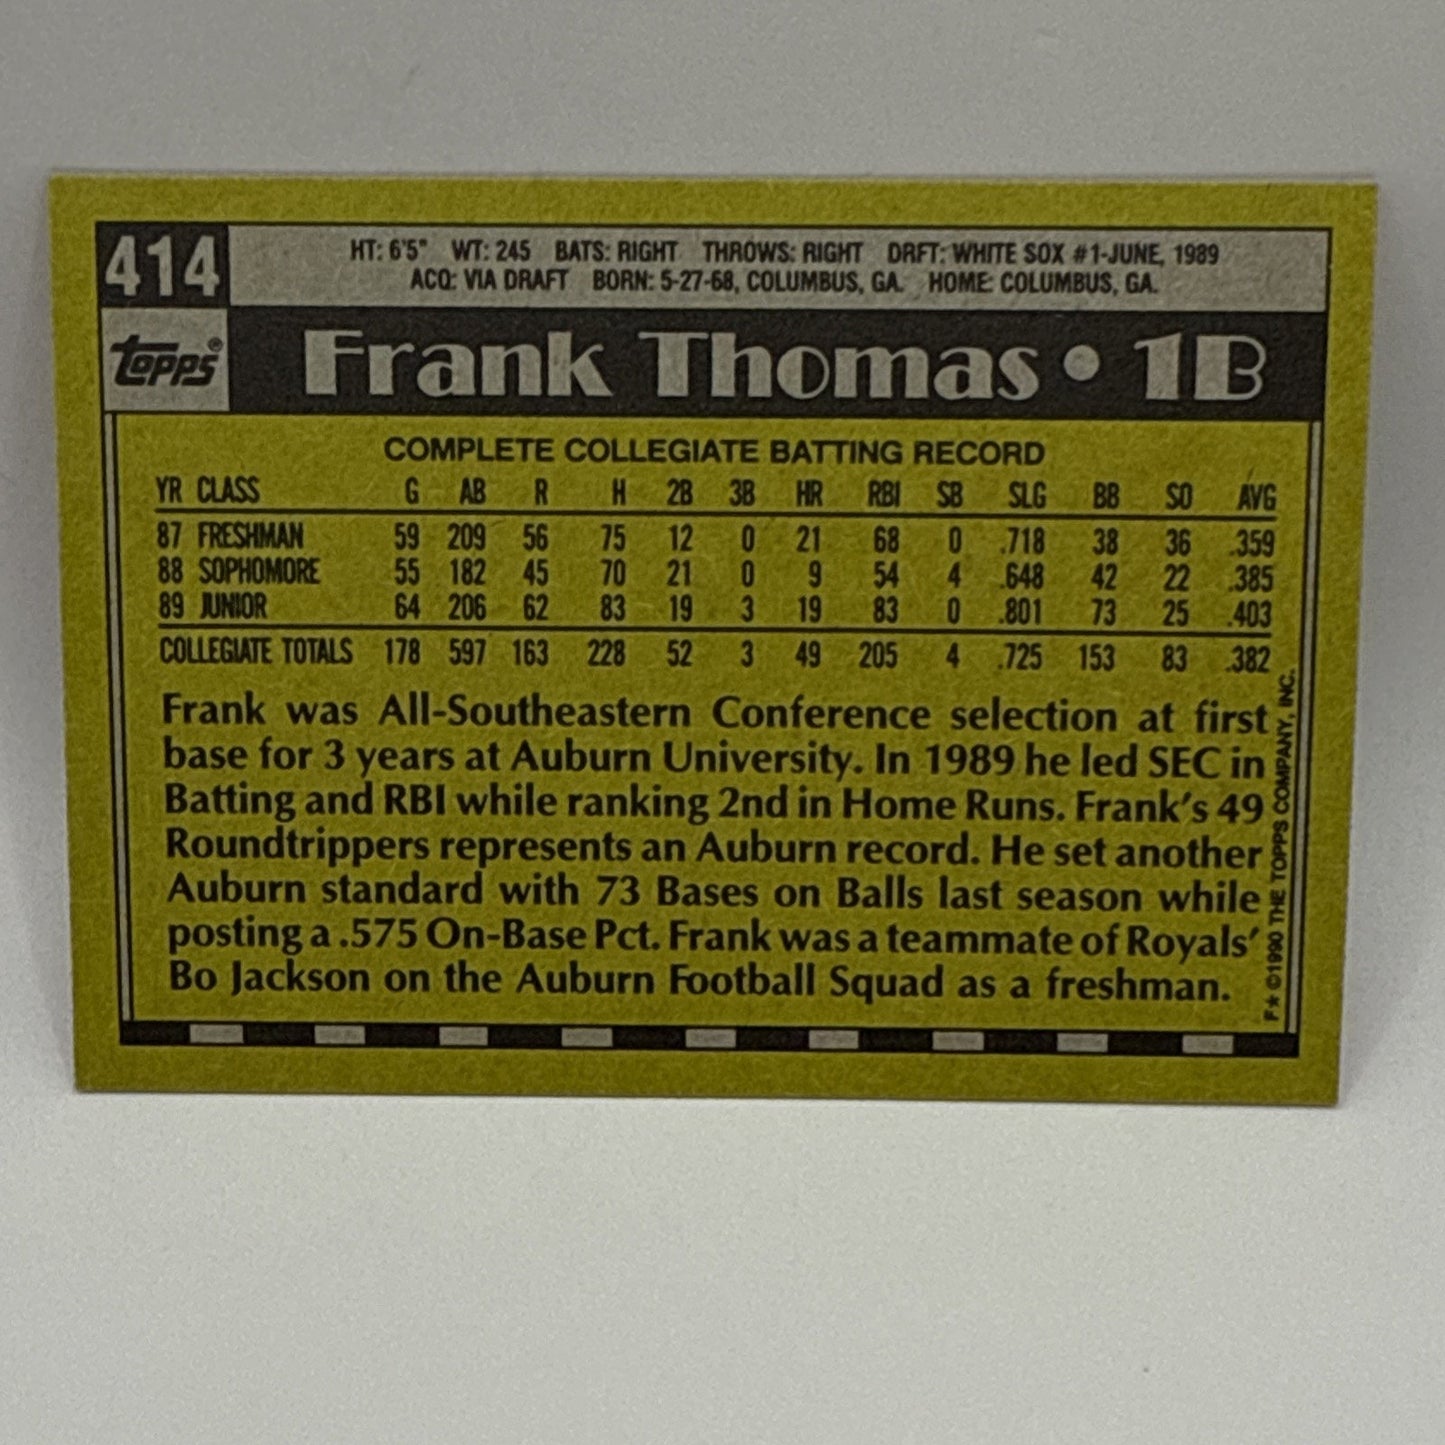 414
HT: 6'5" WT: 245 BATS: RIGHT THROWS: RIGHT DRFT: WHITE SOX #1-JUNE, 1989
ACQ: VIA DRAFT BORN: 5-27-68, COLUMBUS, GA. HOME: COLUMBUS, GA.
TOPPS®
Frank Thomas • 1B
COMPLETE COLLEGIATE BATTING RECORD
YR CLASS G AB R H 2B 3B HR RBI SB SLG BB SO AVG
87 FRESHMAN 59 209 56 75 12 0 21 68 0 .718 38 36 .359
88 SOPHOMORE 55 182 45 70 21 0 9 54 4 .648 42 22 .385
89 JUNIOR 64 206 62 83 19 3 19 83 0 .801 73 25 .403
COLLEGIATE TOTALS 178 597 163 228 52 3 49 205 4 .725 153 83 .382
Frank was All-Southeastern Conference selection at first
base for 3 years at Auburn University. In 1989 he led SEC in
Batting and RBI while ranking 2nd in Home Runs. Frank's 49
Roundtrippers represents an Auburn record. He set another
Auburn standard with 73 Bases on Balls last season while
posting a .575 On-Base Pct. Frank was a teammate of Royals'
Bo Jackson on the Auburn Football Squad as a freshman.
F★ ©1990 THE TOPPS COMPANY, INC.